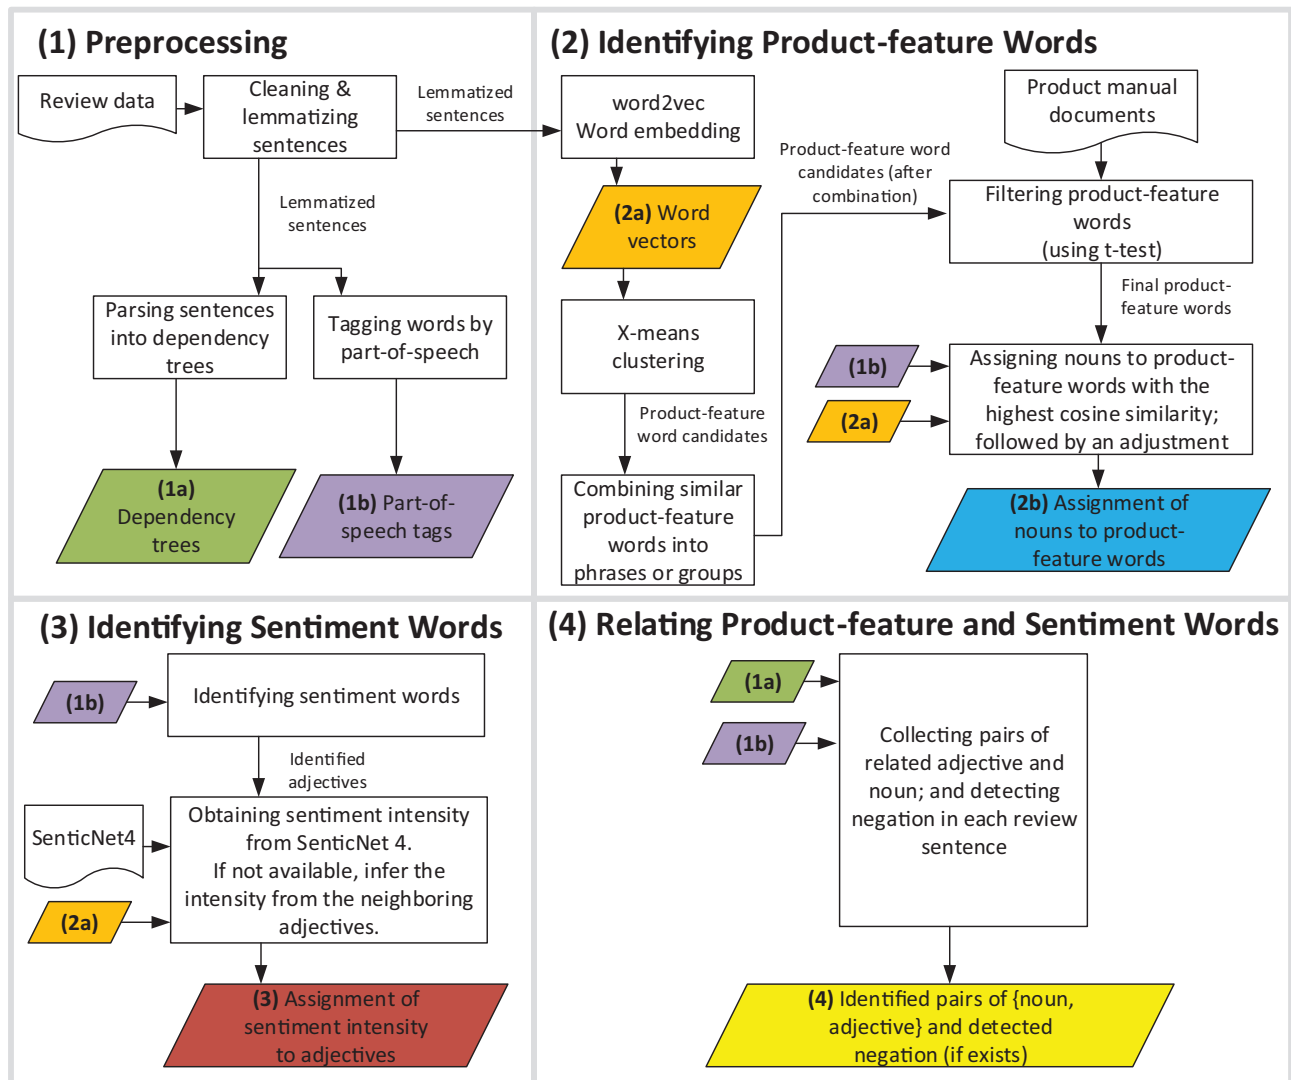 (1) Preprocessing
Review data
Cleaning &
lemmatizing
sentences
Lemmatized
sentences
Lemmatized
sentences
Parsing sentences
into dependency
trees
Tagging words by
part-of-speech
(1a)
Dependency
trees
(1b) Part-of-
speech tags
(2) Identifying Product-feature Words
word2vec
Word embedding
(2a) Word
vectors
X-means
clustering
Product-feature
word candidates
Combining similar
product-feature
words into
phrases or groups
Product-feature word
candidates (after
combination)
Product manual
documents
Filtering product-feature
words
(using t-test)
Final product-
feature words
(1b)
(2a)
Assigning nouns to product-
feature words with the
highest cosine similarity;
followed by an adjustment
(2b) Assignment of
nouns to product-
feature words
(3) Identifying Sentiment Words
(1b)
Identifying sentiment words
Identified
adjectives
SenticNet4
(2a)
Obtaining sentiment intensity
from SenticNet 4.
If not available, infer the
intensity from the neighboring
adjectives.
(3) Assignment of
sentiment intensity
to adjectives
(4) Relating Product-feature and Sentiment Words
(1a)
(1b)
Collecting pairs of
related adjective and
noun; and detecting
negation in each review
sentence
(4) Identified pairs of {noun,
adjective} and detected
negation (if exists)